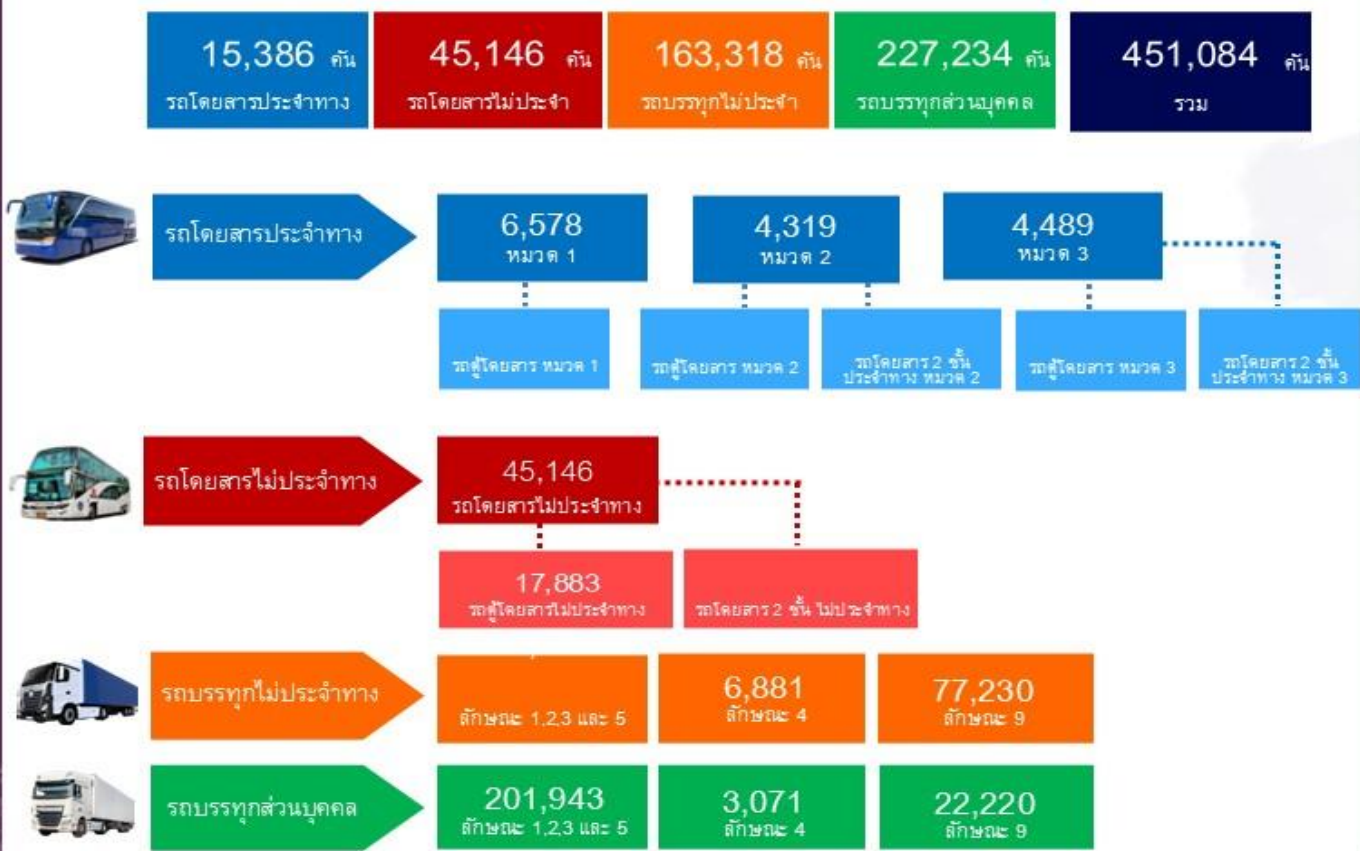 15,386 คัน
รถโดยสารประจำทาง
45,146 คัน
รถโดยสารไม่ประจำ
163,318 คัน
รถบรรทุกไม่ประจำ
227,234 คัน
รถบรรทุกส่วนบุคคล
451,084 คัน
รวม
รถโดยสารประจำทาง
6,578
หมวด 1
4,319
หมวด 2
4,489
หมวด 3
รถตู้โดยสาร หมวด 1
รถตู้โดยสาร หมวด 2
รถโดยสาร 2 ชั้น
ประจำทาง หมวด 2
รถตู้โดยสาร หมวด 3
รถโดยสาร 2 ชั้น
ประจำทาง หมวด 3
รถโดยสารไม่ประจำทาง
45,146
รถโดยสารไม่ประจำทาง
17,883
รถตู้โดยสารไม่ประจำทาง
รถโดยสาร 2 ชั้น ไม่ประจำทาง
รถบรรทุกไม่ประจำทาง
ลักษณะ 1,2,3 และ 5
6,881
ลักษณะ 4
77,230
ลักษณะ 9
รถบรรทุกส่วนบุคคล
201,943
ลักษณะ 1,2,3 และ 5
3,071
ลักษณะ 4
22,220
ลักษณะ 9